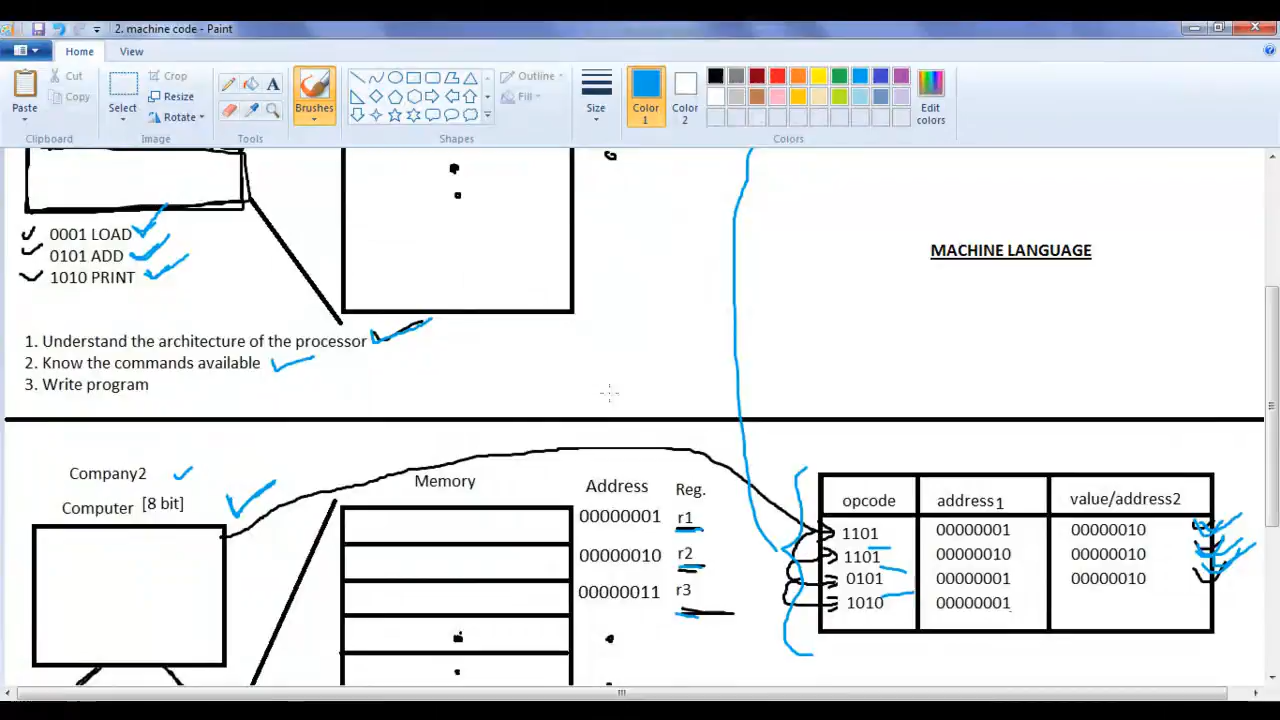 2. machine code - Paint
Home View
Paste
Cut
Copy
Clipboard
Select
Crop
Resize
Rotate
Image
A
Tools
Brushes
Outline
Fill
Shapes
Size
Color 1
Color 2
Edit colors
Colors
0001 LOAD
0101 ADD
1010 PRINT
1. Understand the architecture of the processor
2. Know the commands available
3. Write program
MACHINE LANGUAGE
Company2
Computer [8 bit]
Memory
Address Reg.
00000001 r1
00000010 r2
00000011 r3
opcode address1 value/address2
1101 00000001 00000010
1101 00000010 00000010
0101 00000001 00000010
1010 00000001